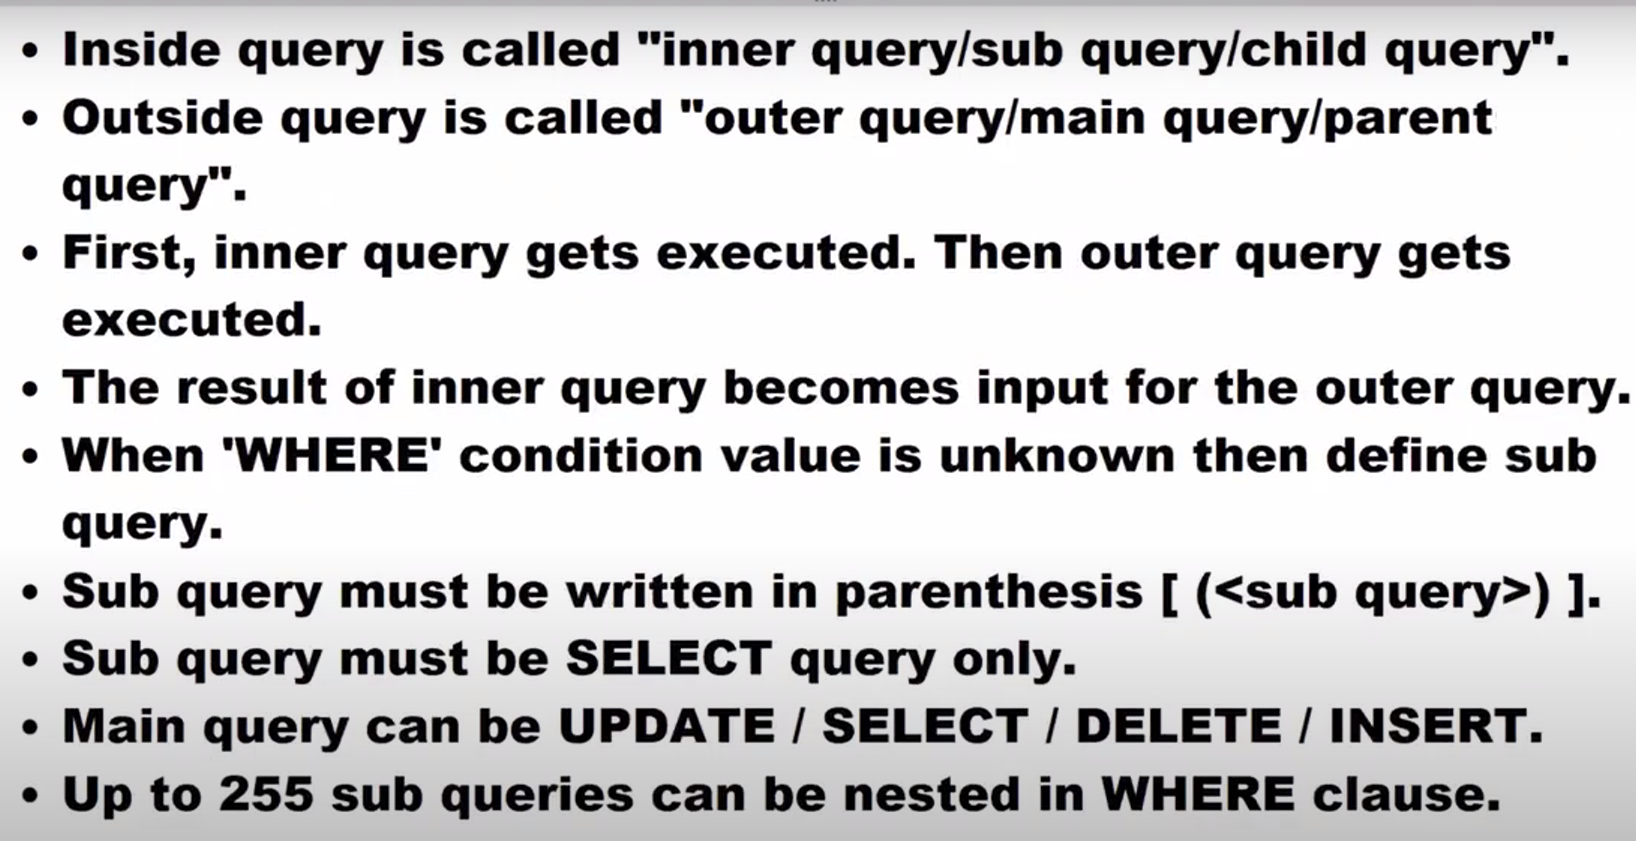 • Inside query is called "inner query/sub query/child query".
• Outside query is called "outer query/main query/parent
query".
• First, inner query gets executed. Then outer query gets
executed.
• The result of inner query becomes input for the outer query.
• When 'WHERE' condition value is unknown then define sub
query.
• Sub query must be written in parenthesis [ (<sub query>) ].
• Sub query must be SELECT query only.
• Main query can be UPDATE / SELECT / DELETE / INSERT.
• Up to 255 sub queries can be nested in WHERE clause.